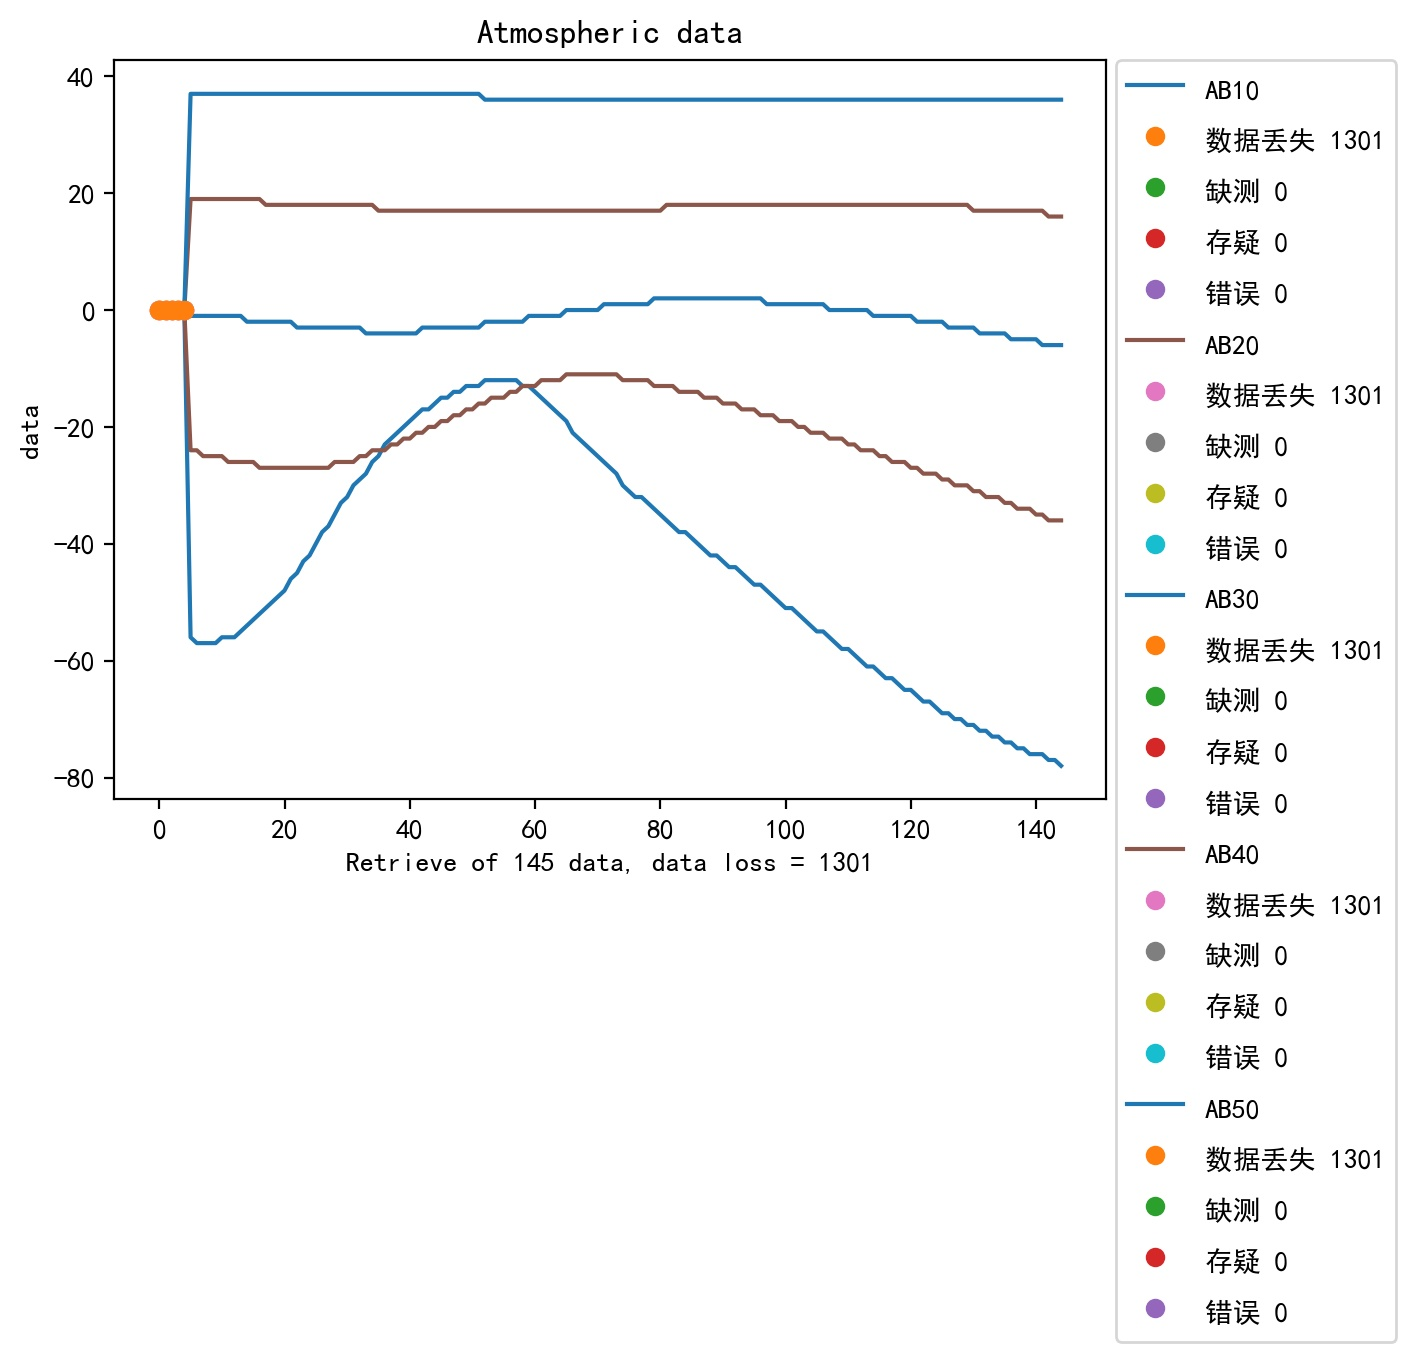 Atmospheric data
data
40
20
0
−20
−40
−60
−80
0 20 40 60 80 100 120 140
Retrieve of 145 data, data loss = 1301
AB10
数据丢失 1301
缺测 0
存疑 0
错误 0
AB20
数据丢失 1301
缺测 0
存疑 0
错误 0
AB30
数据丢失 1301
缺测 0
存疑 0
错误 0
AB40
数据丢失 1301
缺测 0
存疑 0
错误 0
AB50
数据丢失 1301
缺测 0
存疑 0
错误 0